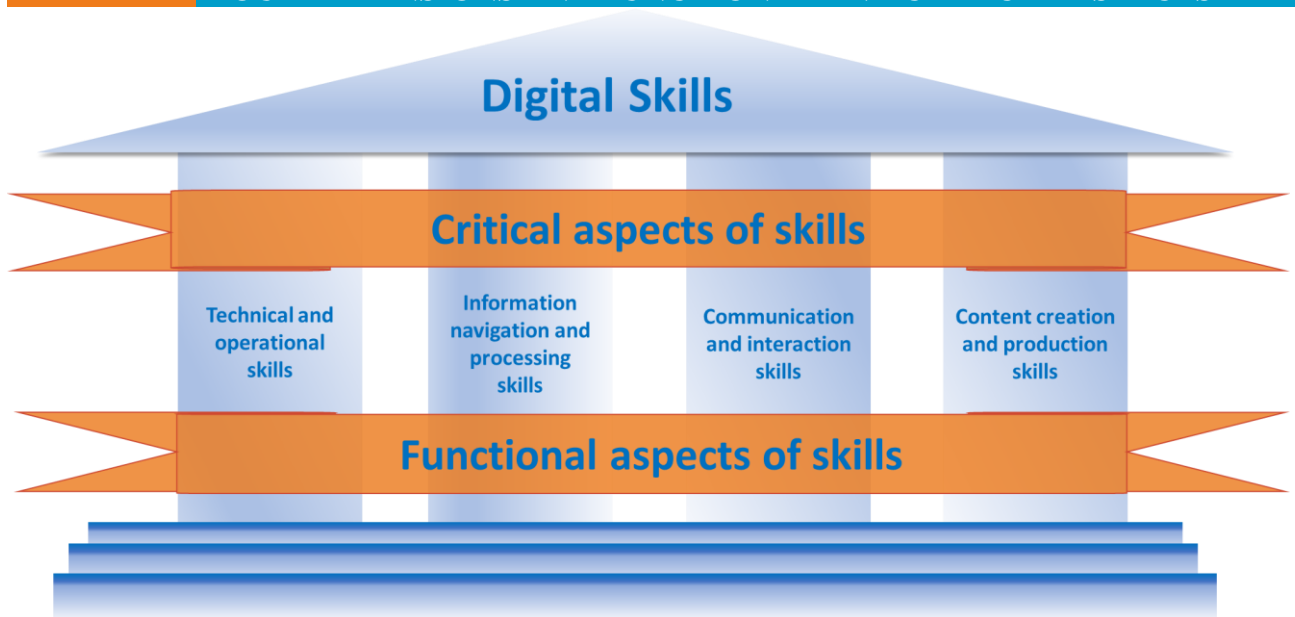 Digital Skills
Critical aspects of skills
Technical and
operational
skills
Information
navigation and
processing
skills
Communication
and interaction
skills
Content creation
and production
skills
Functional aspects of skills